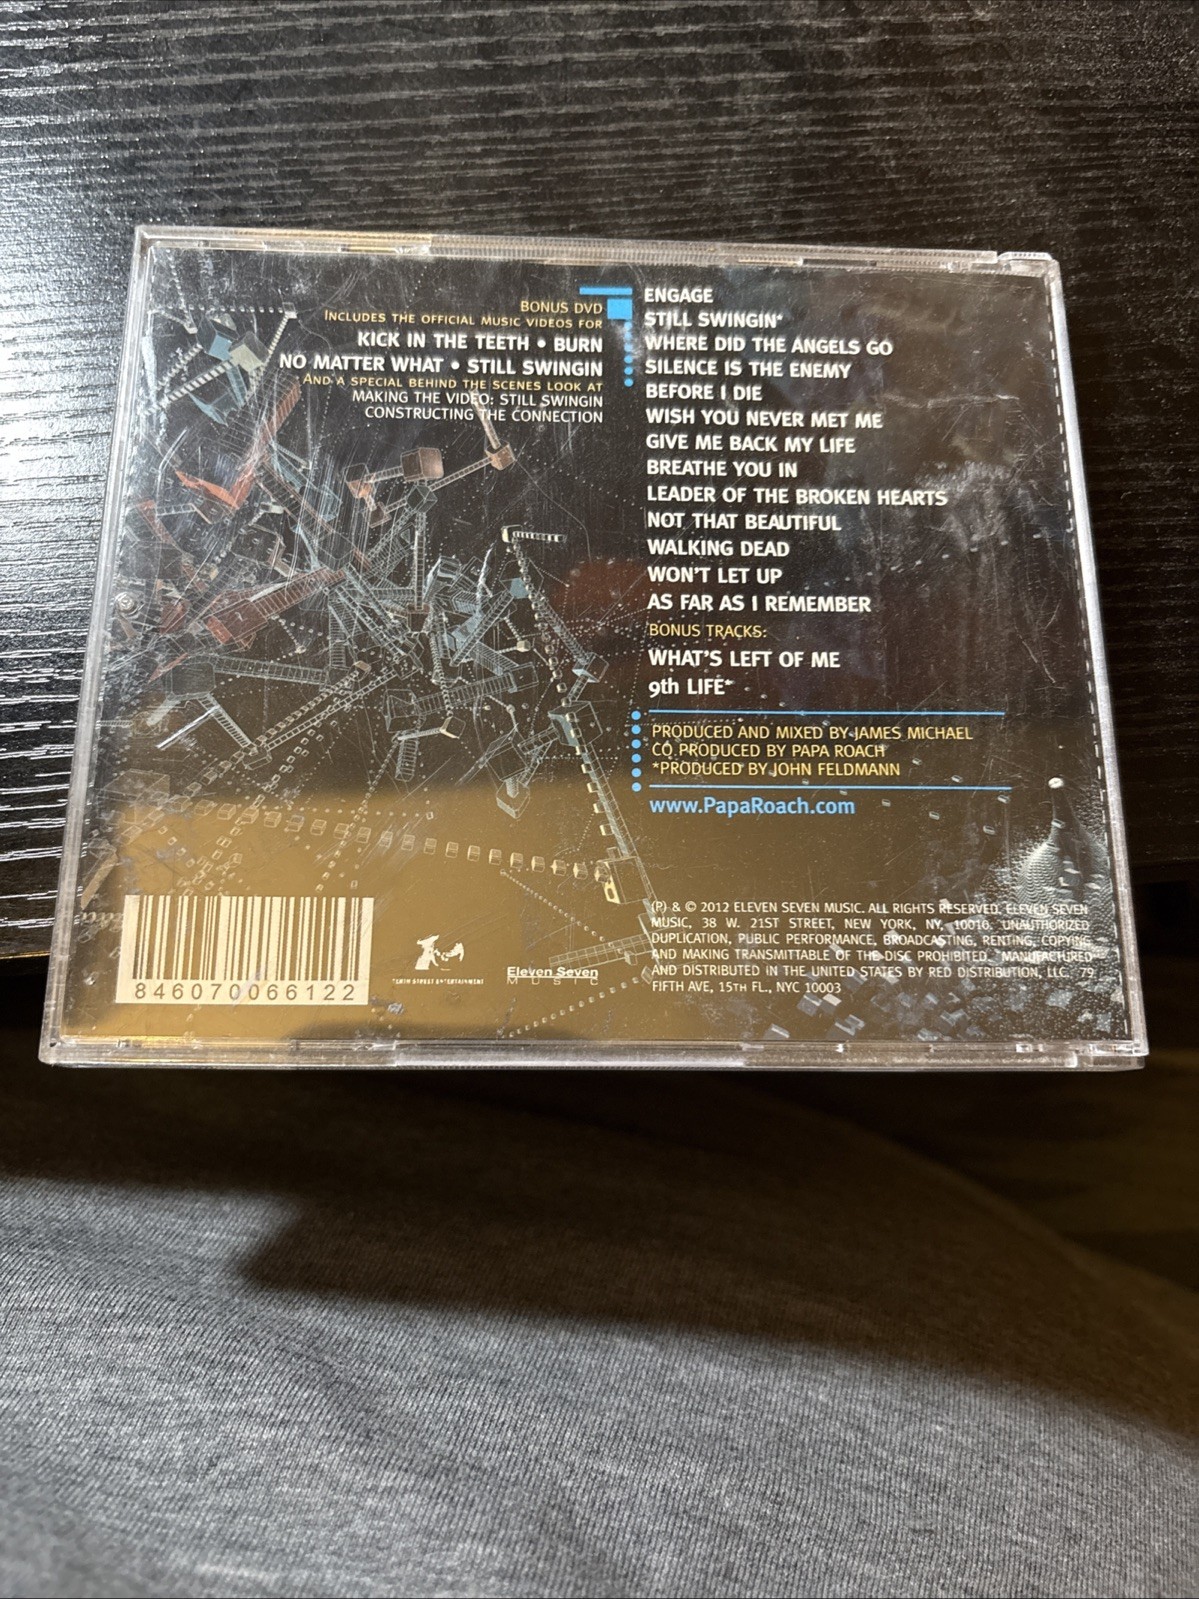 BONUS DVD
INCLUDES THE OFFICIAL MUSIC VIDEOS FOR
KICK IN THE TEETH • BURN
NO MATTER WHAT • STILL SWINGIN
AND A SPECIAL BEHIND THE SCENES LOOK AT
MAKING THE VIDEO: STILL SWINGIN
CONSTRUCTING THE CONNECTION
ENGAGE
STILL SWINGIN*
WHERE DID THE ANGELS GO
SILENCE IS THE ENEMY
BEFORE I DIE
WISH YOU NEVER MET ME
GIVE ME BACK MY LIFE
BREATHE YOU IN
LEADER OF THE BROKEN HEARTS
NOT THAT BEAUTIFUL
WALKING DEAD
WON'T LET UP
AS FAR AS I REMEMBER
BONUS TRACKS:
WHAT'S LEFT OF ME
9th LIFE*
PRODUCED AND MIXED BY JAMES MICHAEL
CO PRODUCED BY PAPA ROACH
*PRODUCED BY JOHN FELDMANN
www.PapaRoach.com
(P) & © 2012 ELEVEN SEVEN MUSIC. ALL RIGHTS RESERVED. ELEVEN SEVEN
MUSIC, 38 W. 21ST STREET, NEW YORK, NY, 10010. UNAUTHORIZED
DUPLICATION, PUBLIC PERFORMANCE, BROADCASTING, RENTING, COPYING
AND MAKING TRANSMITTABLE OF THE DISC PROHIBITED. MANUFACTURED
AND DISTRIBUTED IN THE UNITED STATES BY RED DISTRIBUTION, LLC. 79
FIFTH AVE, 15TH FL., NYC 10003
846070066122
TENTH STREET ENTERTAINMENT
Eleven Seven
MUSIC